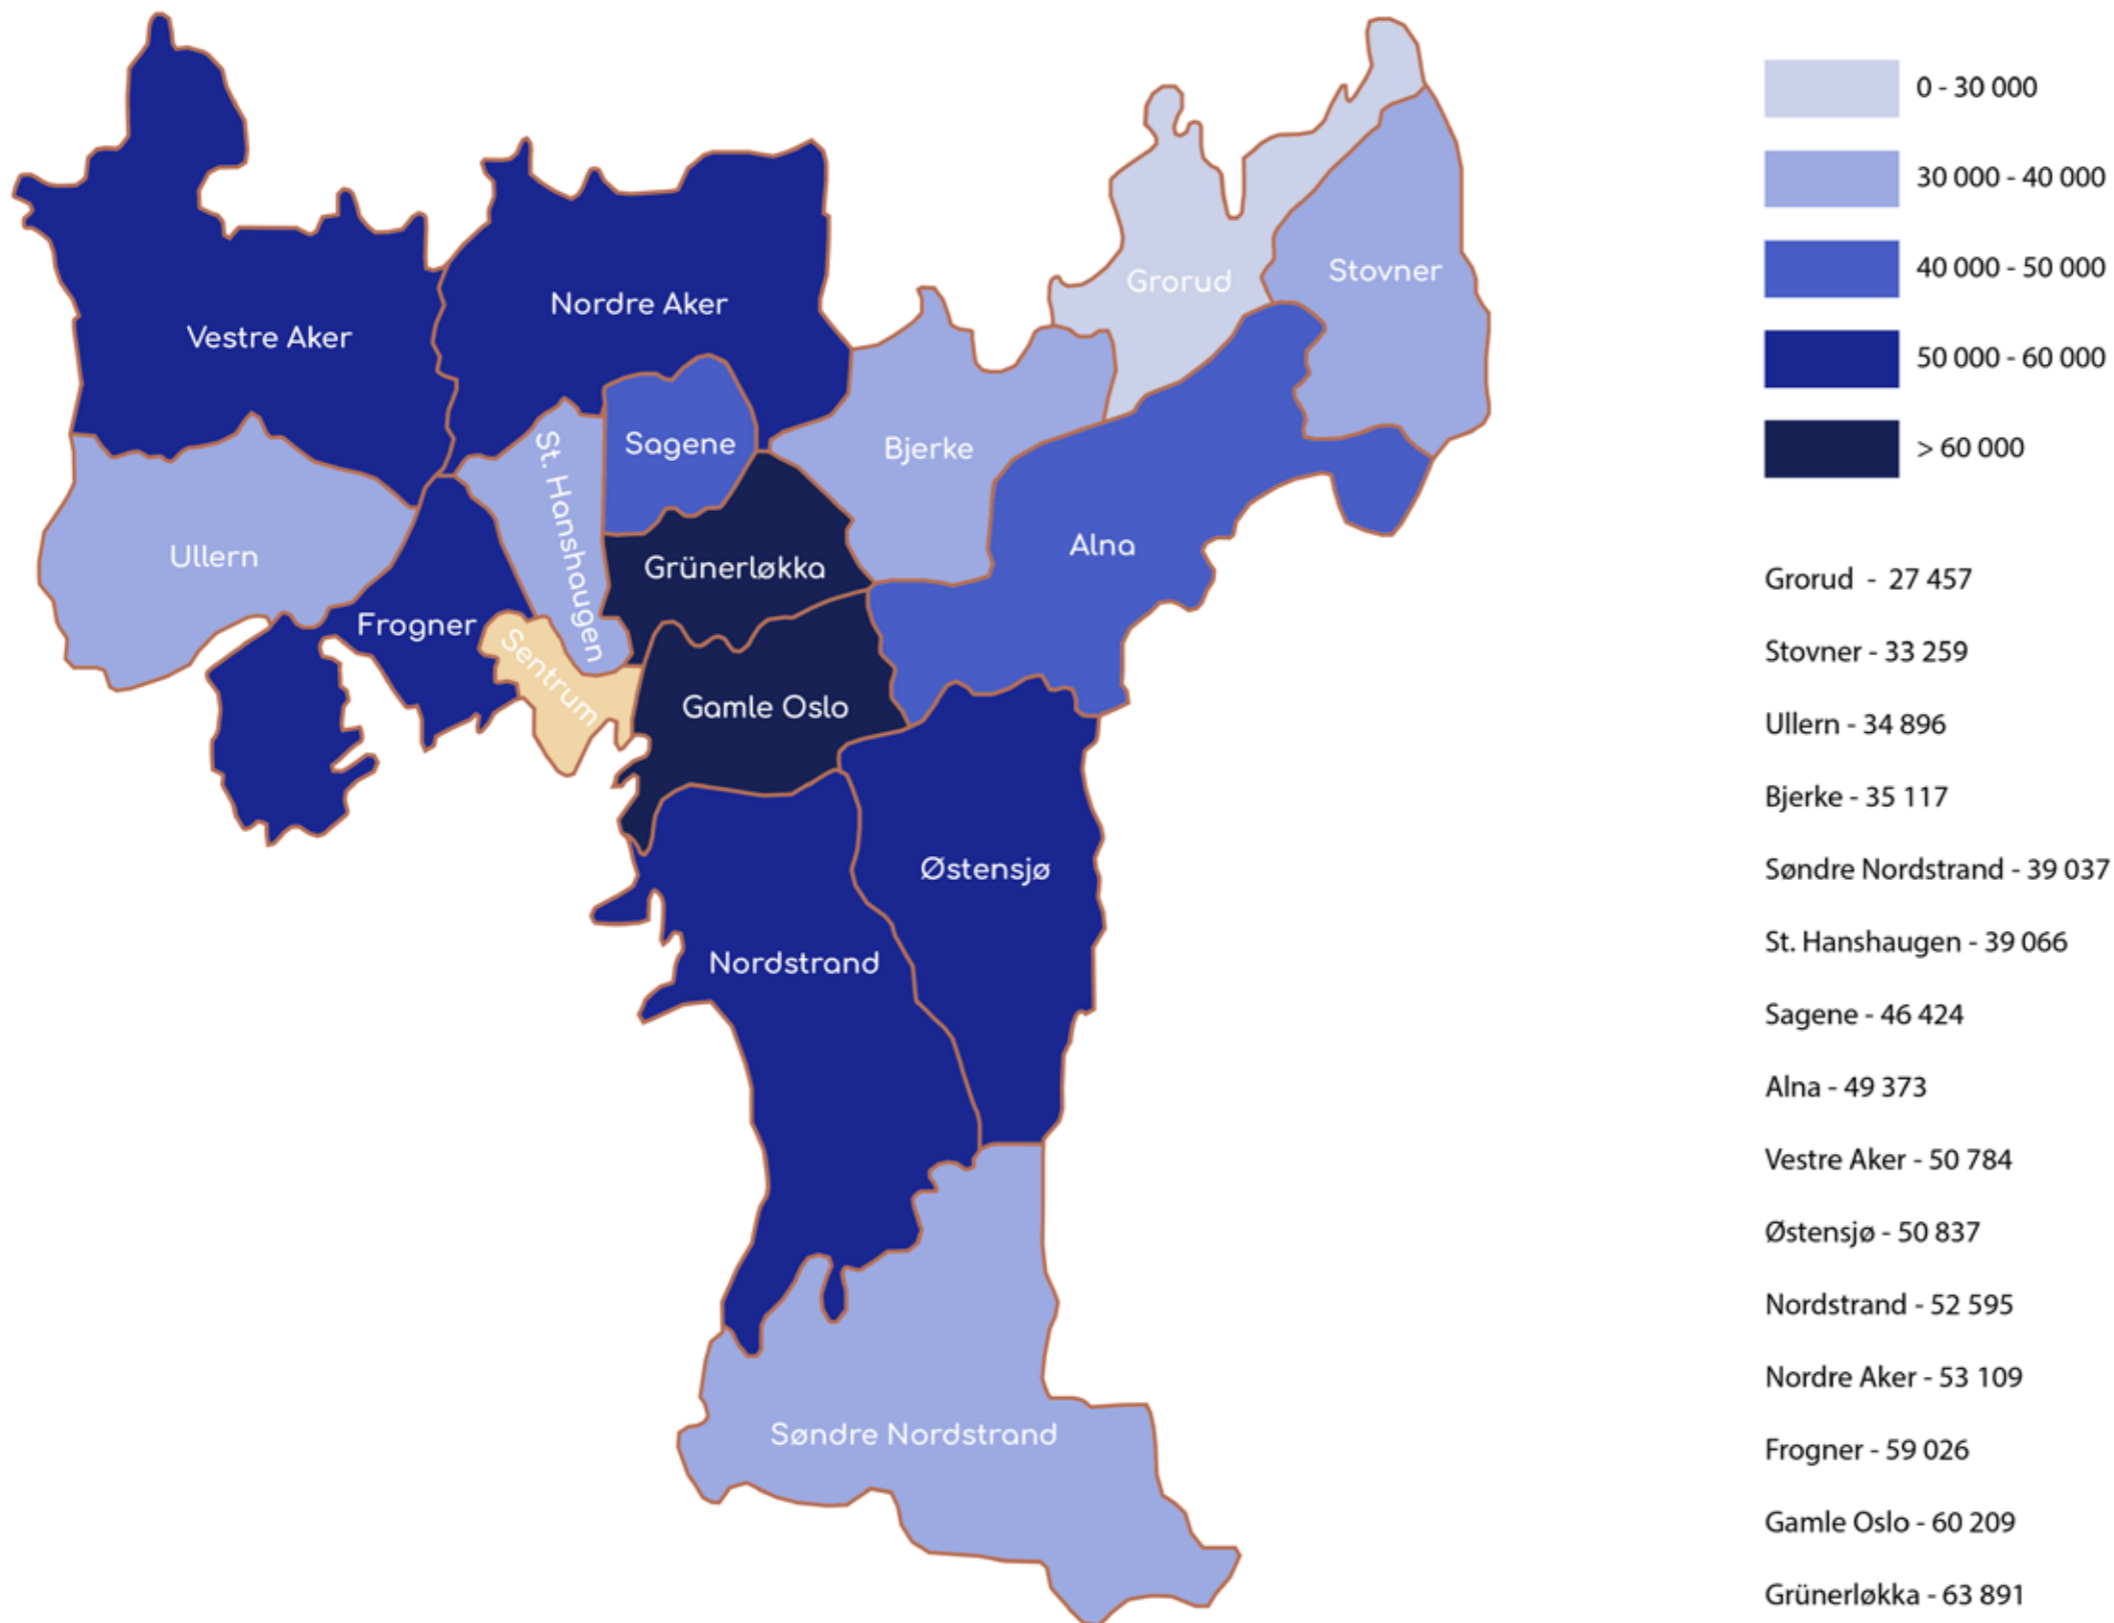 Vestre Aker
Nordre Aker
Grorud
Stovner
Sagene
Bjerke
St. Hanshaugen
Ullern
Grünerløkka
Alna
Frogner
Sentrum
Gamle Oslo
Østensjø
Nordstrand
Søndre Nordstrand
0 - 30 000
30 000 - 40 000
40 000 - 50 000
50 000 - 60 000
> 60 000
Grorud - 27 457
Stovner - 33 259
Ullern - 34 896
Bjerke - 35 117
Søndre Nordstrand - 39 037
St. Hanshaugen - 39 066
Sagene - 46 424
Alna - 49 373
Vestre Aker - 50 784
Østensjø - 50 837
Nordstrand - 52 595
Nordre Aker - 53 109
Frogner - 59 026
Gamle Oslo - 60 209
Grünerløkka - 63 891